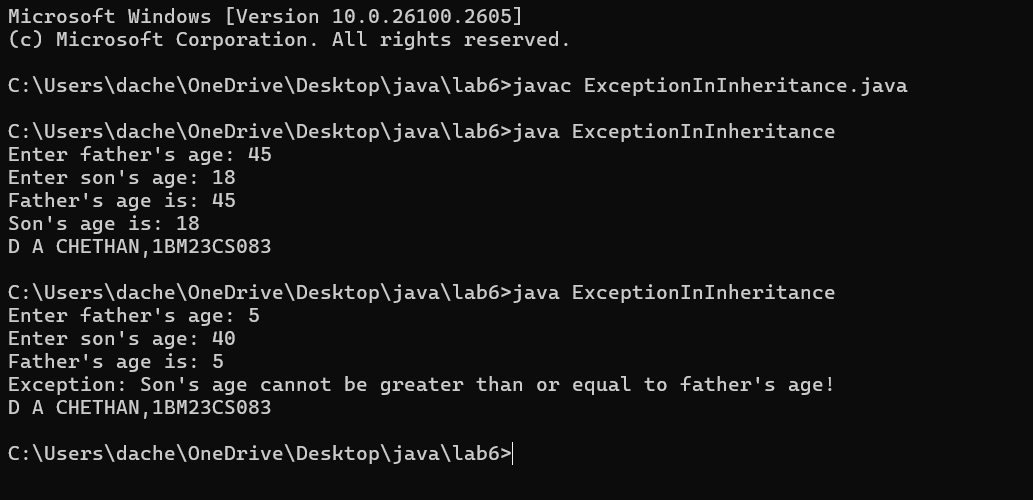 Microsoft Windows [Version 10.0.26100.2605]
(c) Microsoft Corporation. All rights reserved.
C:\Users\dache\OneDrive\Desktop\java\lab6>javac ExceptionInInheritance.java
C:\Users\dache\OneDrive\Desktop\java\lab6>java ExceptionInInheritance
Enter father's age: 45
Enter son's age: 18
Father's age is: 45
Son's age is: 18
D A CHETHAN,1BM23CS083
C:\Users\dache\OneDrive\Desktop\java\lab6>java ExceptionInInheritance
Enter father's age: 5
Enter son's age: 40
Father's age is: 5
Exception: Son's age cannot be greater than or equal to father's age!
D A CHETHAN,1BM23CS083
C:\Users\dache\OneDrive\Desktop\java\lab6>